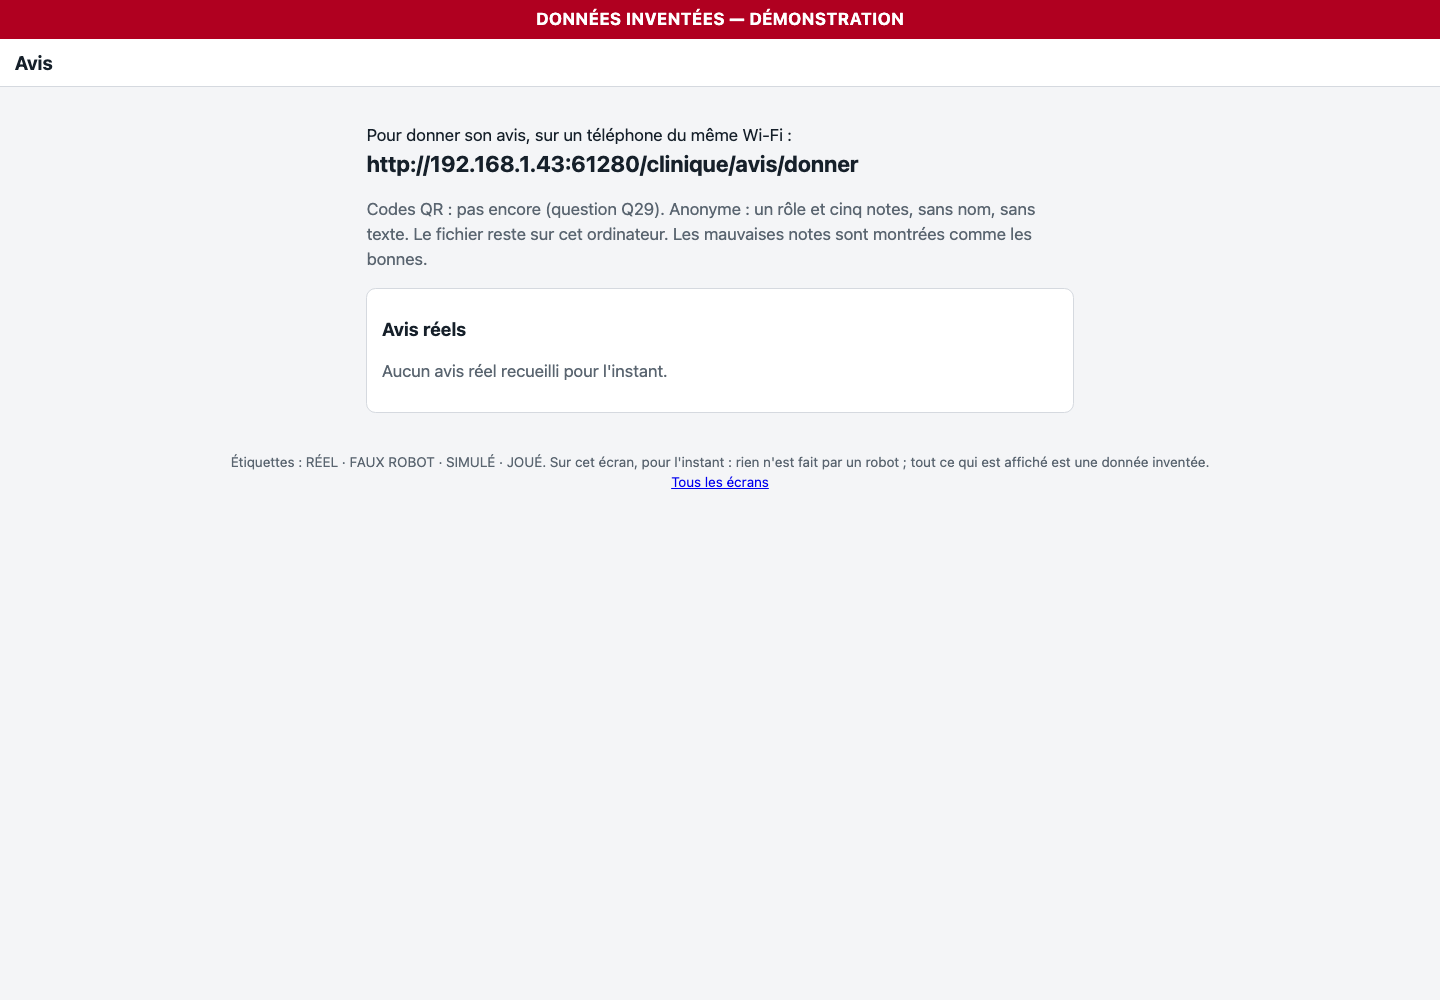 DONNÉES INVENTÉES — DÉMONSTRATION
Avis
Pour donner son avis, sur un téléphone du même Wi-Fi :
http://192.168.1.43:61280/clinique/avis/donner
Codes QR : pas encore (question Q29). Anonyme : un rôle et cinq notes, sans nom, sans
texte. Le fichier reste sur cet ordinateur. Les mauvaises notes sont montrées comme les
bonnes.
Avis réels
Aucun avis réel recueilli pour l'instant.
Étiquettes : RÉEL · FAUX ROBOT · SIMULÉ · JOUÉ. Sur cet écran, pour l'instant : rien n'est fait par un robot ; tout ce qui est affiché est une donnée inventée.
Tous les écrans